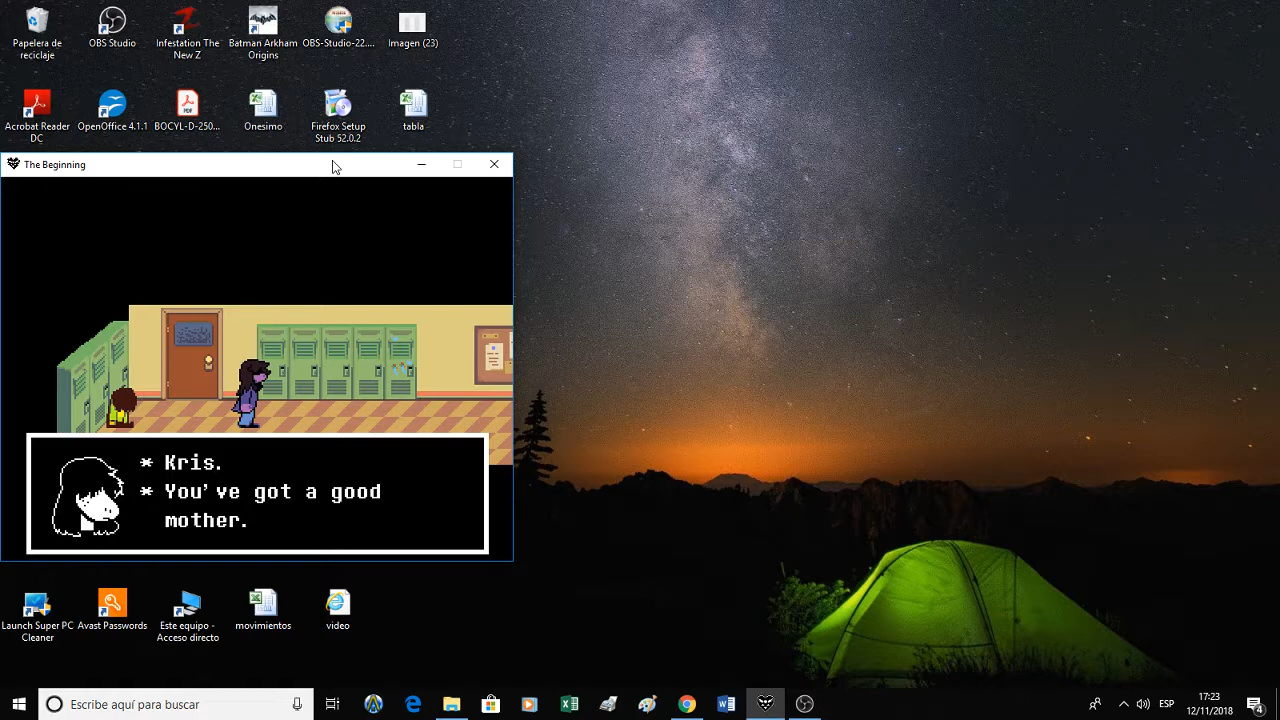 Papelera de
reciclaje
OBS Studio
Infestation The
New Z
Batman Arkham
Origins
OBS-Studio-22....
Imagen (23)
Acrobat Reader
DC
OpenOffice 4.1.1
BOCYL-D-250...
Onesimo
Firefox Setup
Stub 52.0.2
tabla
The Beginning
* Kris.
* You've got a good
mother.
Launch Super PC
Cleaner
Avast Passwords
Este equipo -
Acceso directo
movimientos
video
Escribe aquí para buscar
ESP
17:23
12/11/2018
4